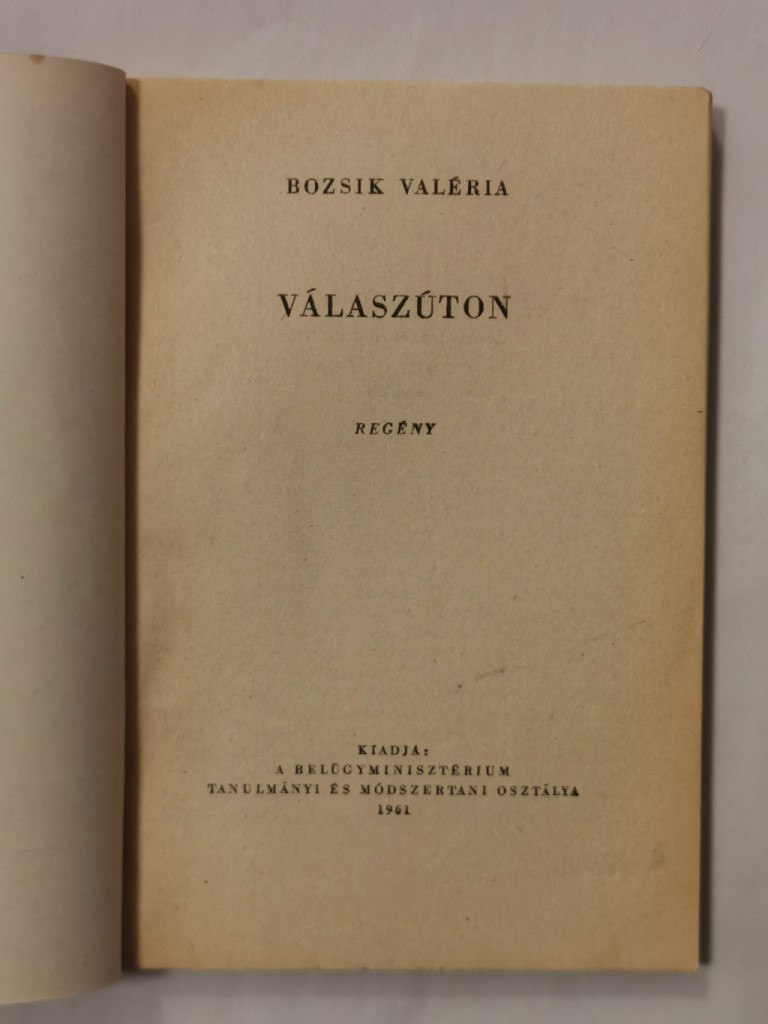 BOZSIK VALÉRIA
VÁLASZÚTON
REGÉNY
KIADJA:
A BELÜGYMINISZTÉRIUM
TANULMÁNYI ÉS MÓDSZERTANI OSZTÁLYA
1961